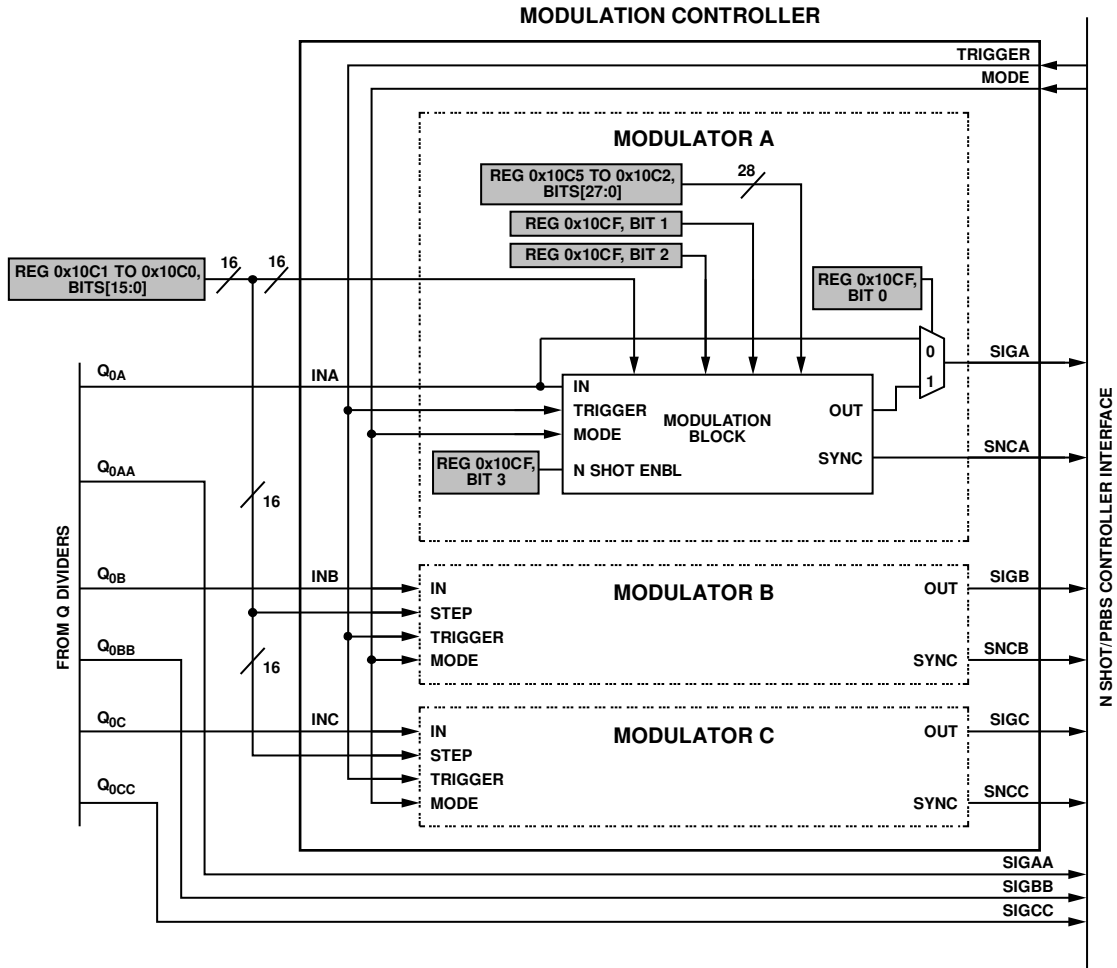 MODULATION CONTROLLER
TRIGGER
MODE
MODULATOR A
REG 0x10C5 TO 0x10C2,
BITS[27:0]
28
REG 0x10CF, BIT 1
REG 0x10CF, BIT 2
REG 0x10C1 TO 0x10C0,
BITS[15:0]
16
16
REG 0x10CF,
BIT 0
0
1
SIGA
Q0A
INA
IN
TRIGGER
MODE
N SHOT ENBL
MODULATION
BLOCK
OUT
SYNC
SNCA
REG 0x10CF,
BIT 3
Q0AA
16
FROM Q DIVIDERS
N SHOT/PRBS CONTROLLER INTERFACE
Q0B
INB
IN
STEP
TRIGGER
MODE
MODULATOR B
OUT
SYNC
SIGB
SNCB
Q0BB
16
Q0C
INC
IN
STEP
TRIGGER
MODE
MODULATOR C
OUT
SYNC
SIGC
SNCC
Q0CC
SIGAA
SIGBB
SIGCC